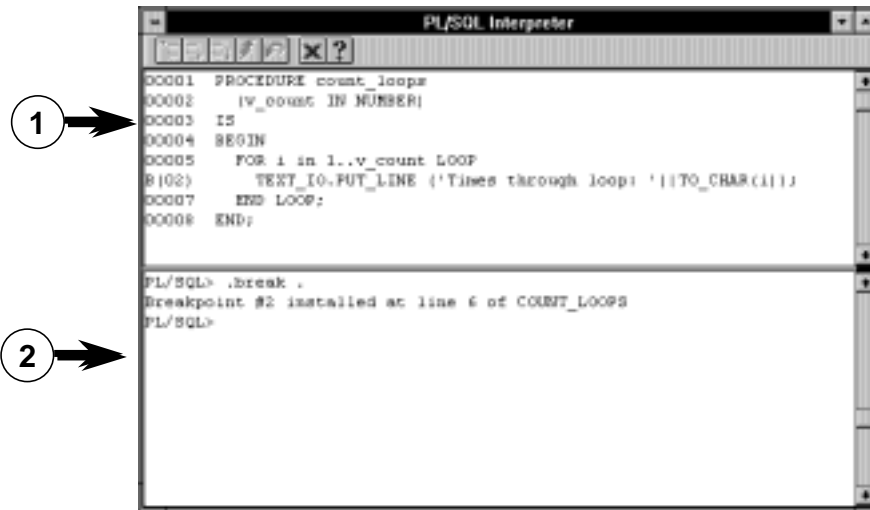 PL/SQL Interpreter
00001 PROCEDURE count_loops
00002 (v_count IN NUMBER)
00003 IS
00004 BEGIN
00005 FOR i in 1..v_count LOOP
B(02) TEXT_IO.PUT_LINE ('Times through loop: '||TO_CHAR(i));
00007 END LOOP;
00008 END;
PL/SQL> .break .
Breakpoint #2 installed at line 6 of COUNT_LOOPS
PL/SQL>
1
2